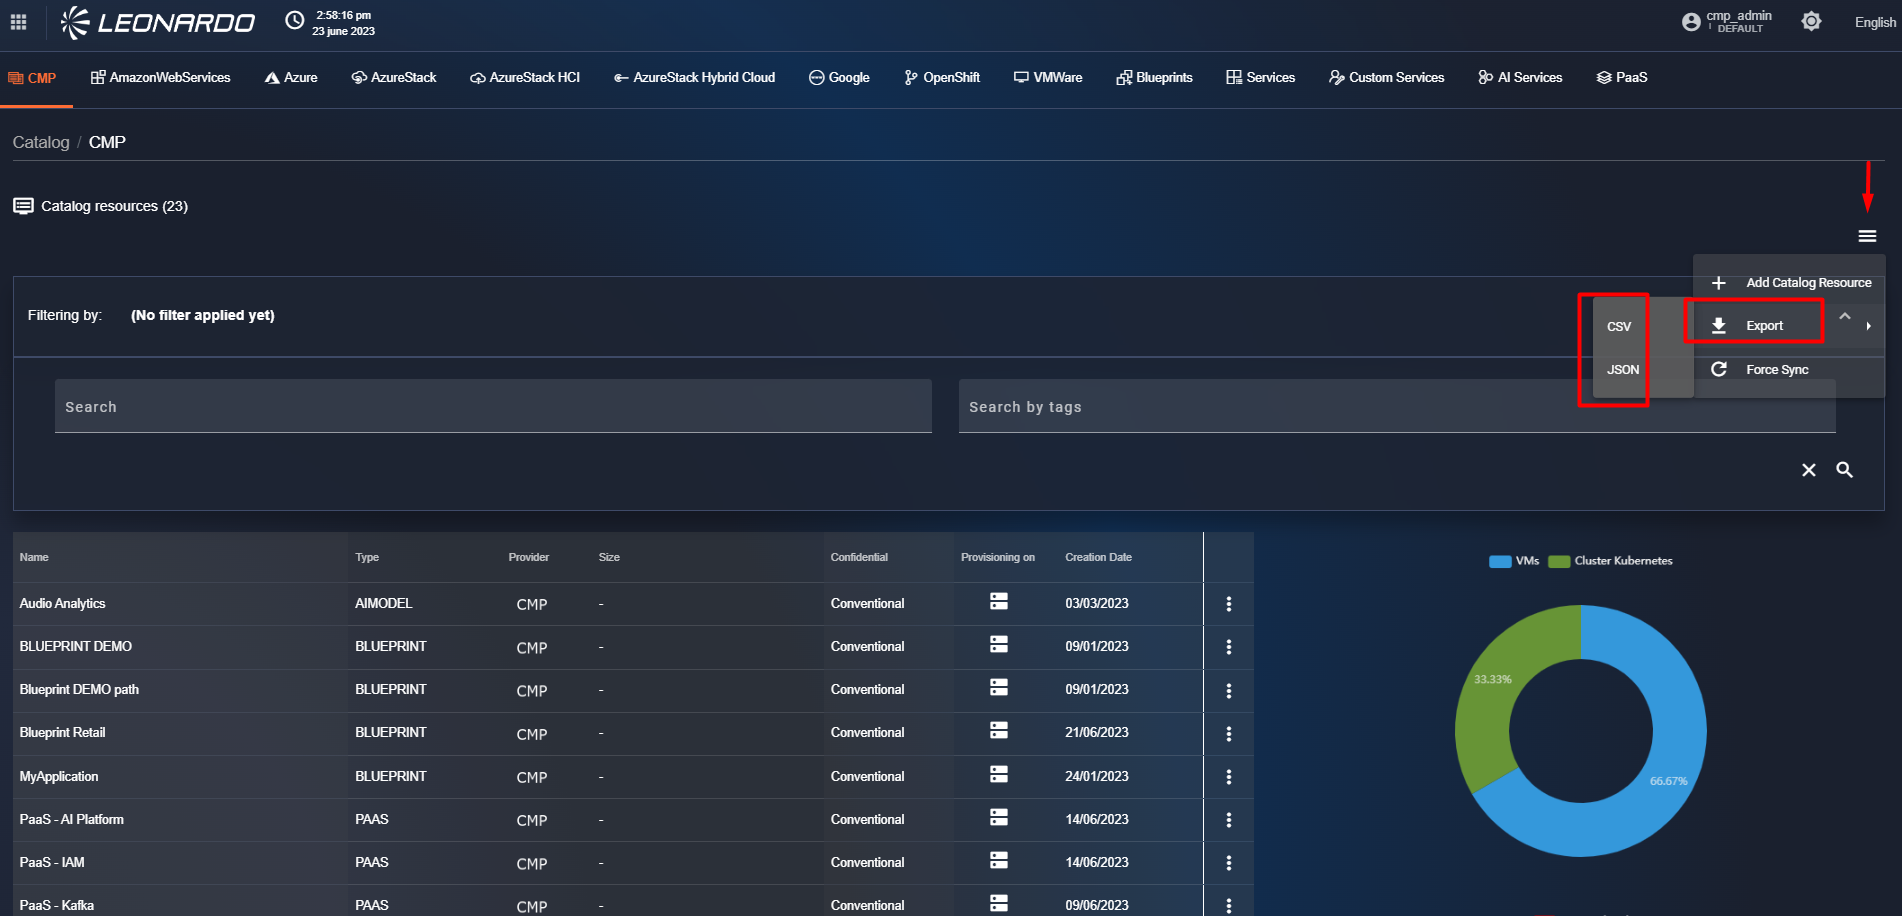 LEONARDO
2:58:16 pm
23 june 2023
cmp_admin
DEFAULT
English
CMP
AmazonWebServices
Azure
AzureStack
AzureStack HCI
AzureStack Hybrid Cloud
Google
OpenShift
VMWare
Blueprints
Services
Custom Services
AI Services
PaaS
Catalog / CMP
Catalog resources (23)
Add Catalog Resource
Filtering by: (No filter applied yet)
CSV
Export
JSON
Force Sync
Search
Search by tags
Name Type Provider Size Confidential Provisioning on Creation Date
Audio Analytics AIMODEL CMP - Conventional 03/03/2023
BLUEPRINT DEMO BLUEPRINT CMP - Conventional 09/01/2023
Blueprint DEMO path BLUEPRINT CMP - Conventional 09/01/2023
Blueprint Retail BLUEPRINT CMP - Conventional 21/06/2023
MyApplication BLUEPRINT CMP - Conventional 24/01/2023
PaaS - AI Platform PAAS CMP - Conventional 14/06/2023
PaaS - IAM PAAS CMP - Conventional 14/06/2023
PaaS - Kafka PAAS CMP - Conventional 09/06/2023
VMs Cluster Kubernetes
33.33%
66.67%